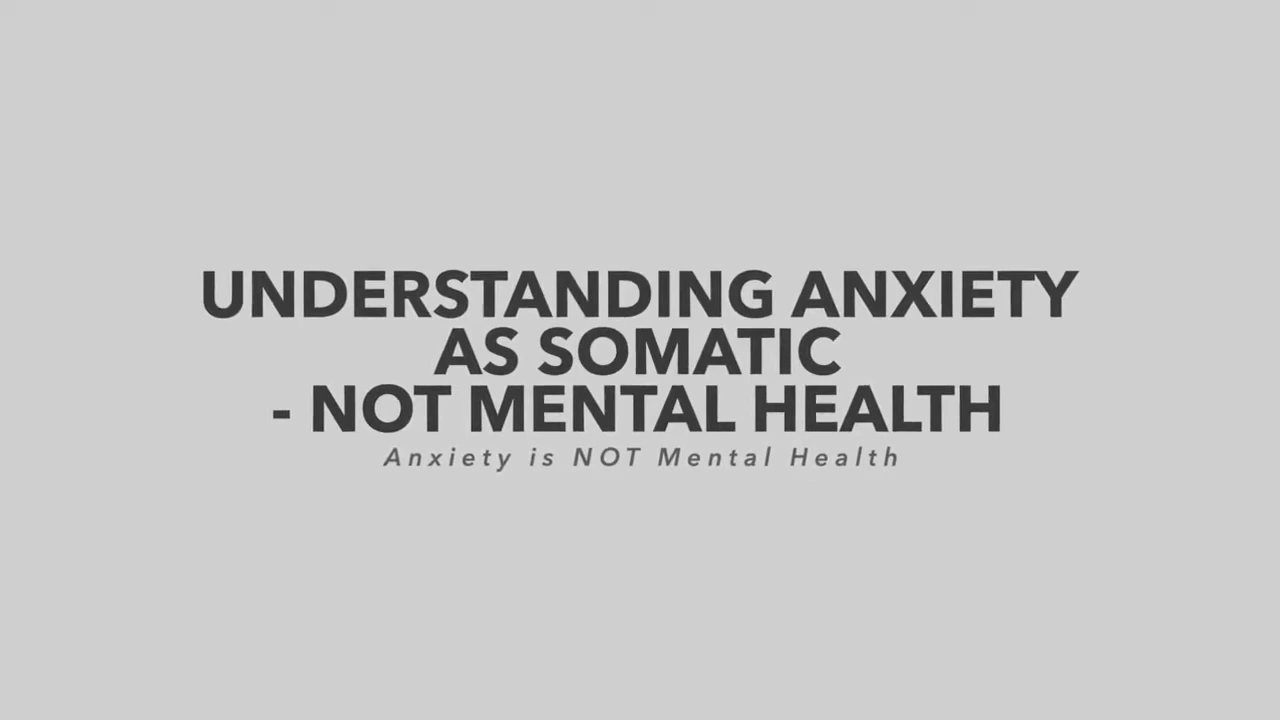 UNDERSTANDING ANXIETY
AS SOMATIC
- NOT MENTAL HEALTH
Anxiety is NOT Mental Health